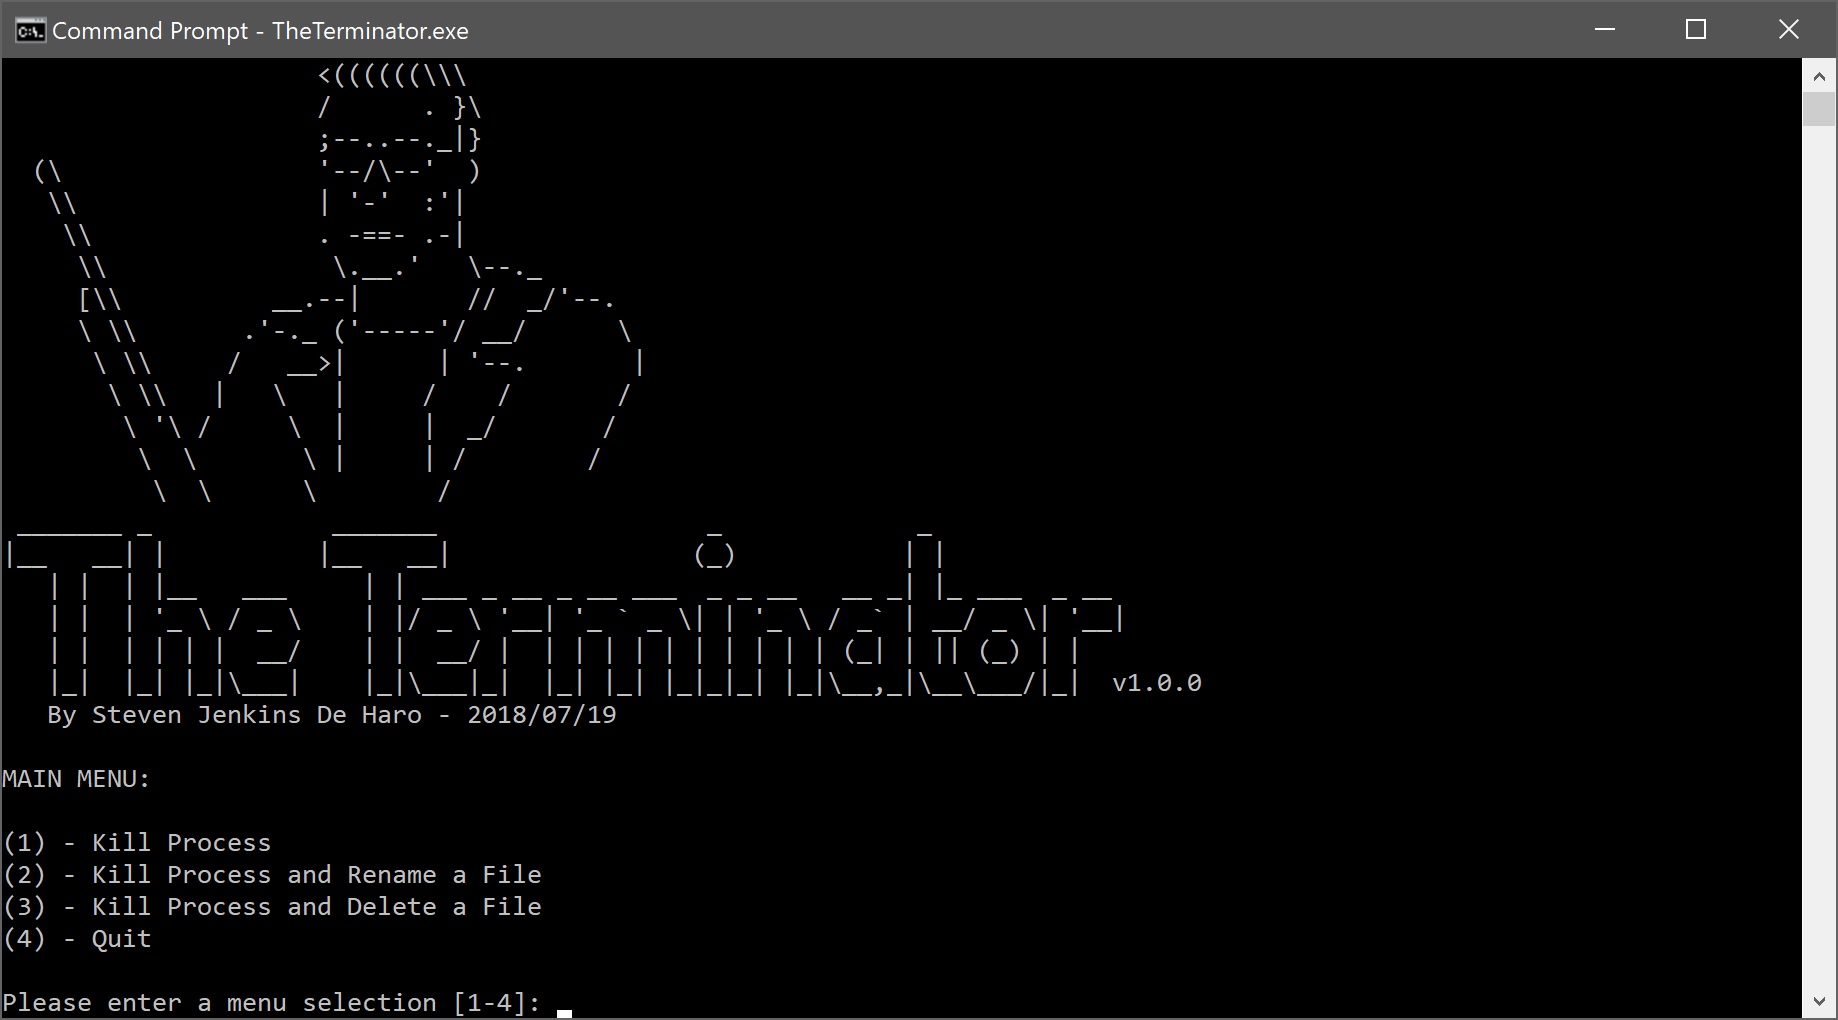 Command Prompt - TheTerminator.exe
The Terminator v1.0.0
By Steven Jenkins De Haro - 2018/07/19
MAIN MENU:
(1) - Kill Process
(2) - Kill Process and Rename a File
(3) - Kill Process and Delete a File
(4) - Quit
Please enter a menu selection [1-4]: